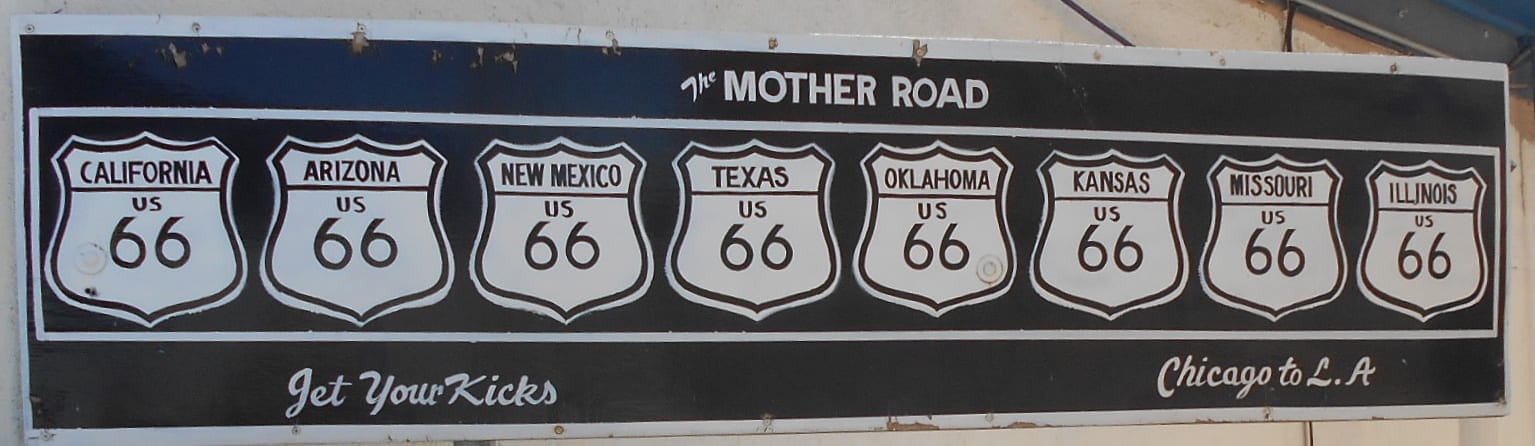 The MOTHER ROAD
CALIFORNIA
US
66
ARIZONA
US
66
NEW MEXICO
US
66
TEXAS
US
66
OKLAHOMA
US
66
KANSAS
US
66
MISSOURI
US
66
ILLINOIS
US
66
Get Your Kicks
Chicago to L.A